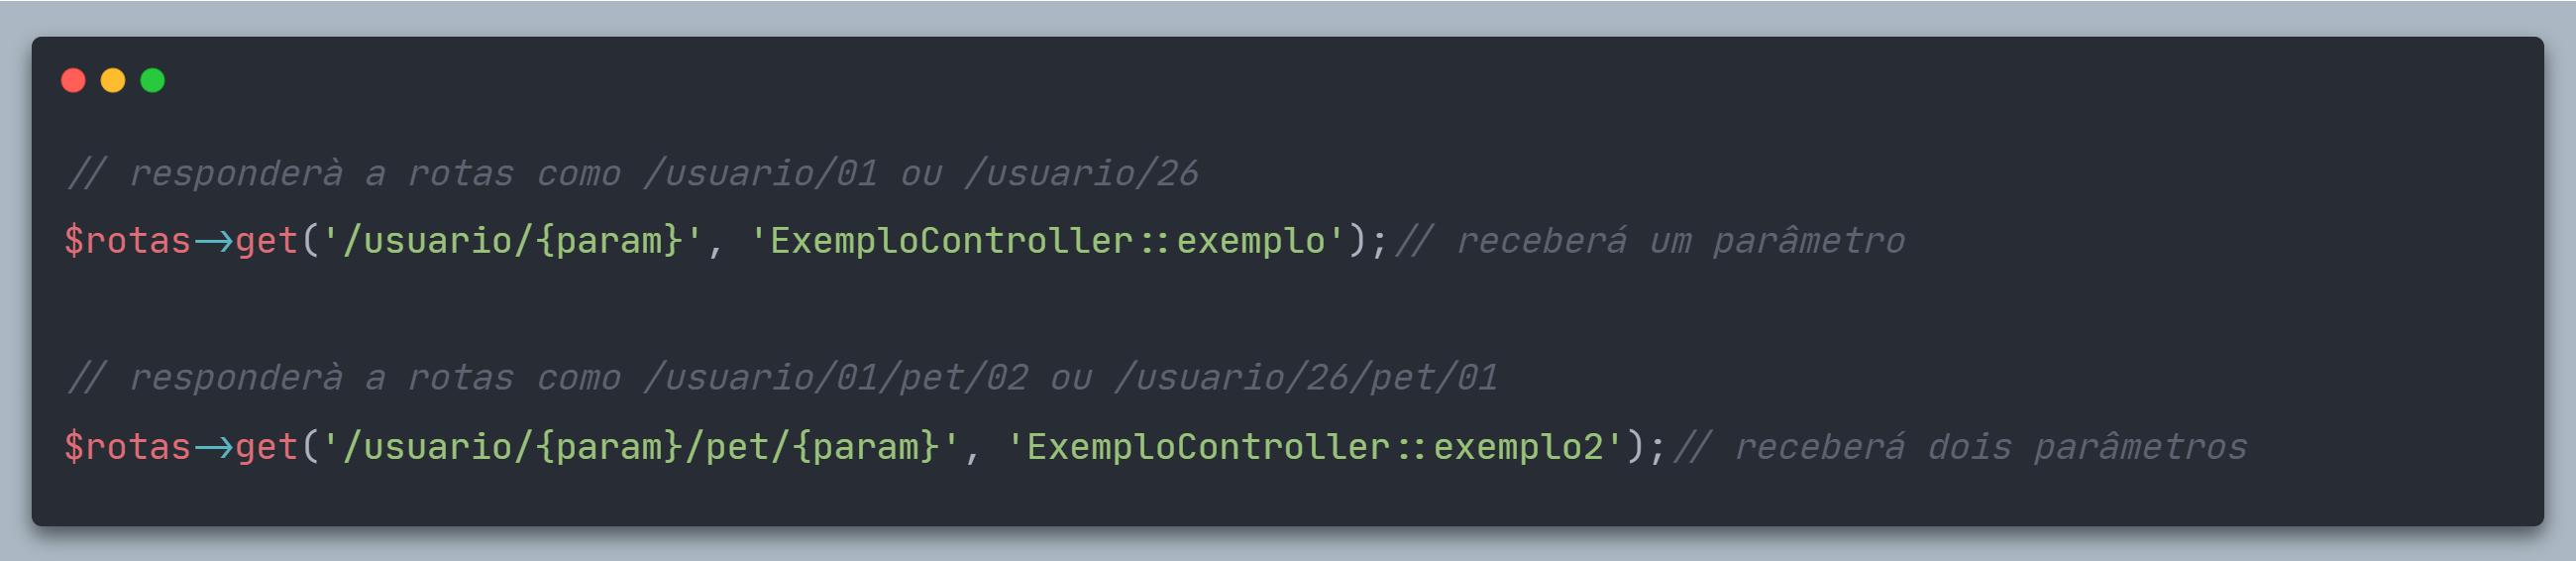 // responderà a rotas como /usuario/01 ou /usuario/26
$rotas->get('/usuario/{param}', 'ExemploController::exemplo');// receberá um parâmetro
// responderà a rotas como /usuario/01/pet/02 ou /usuario/26/pet/01
$rotas->get('/usuario/{param}/pet/{param}', 'ExemploController::exemplo2');// receberá dois parâmetros